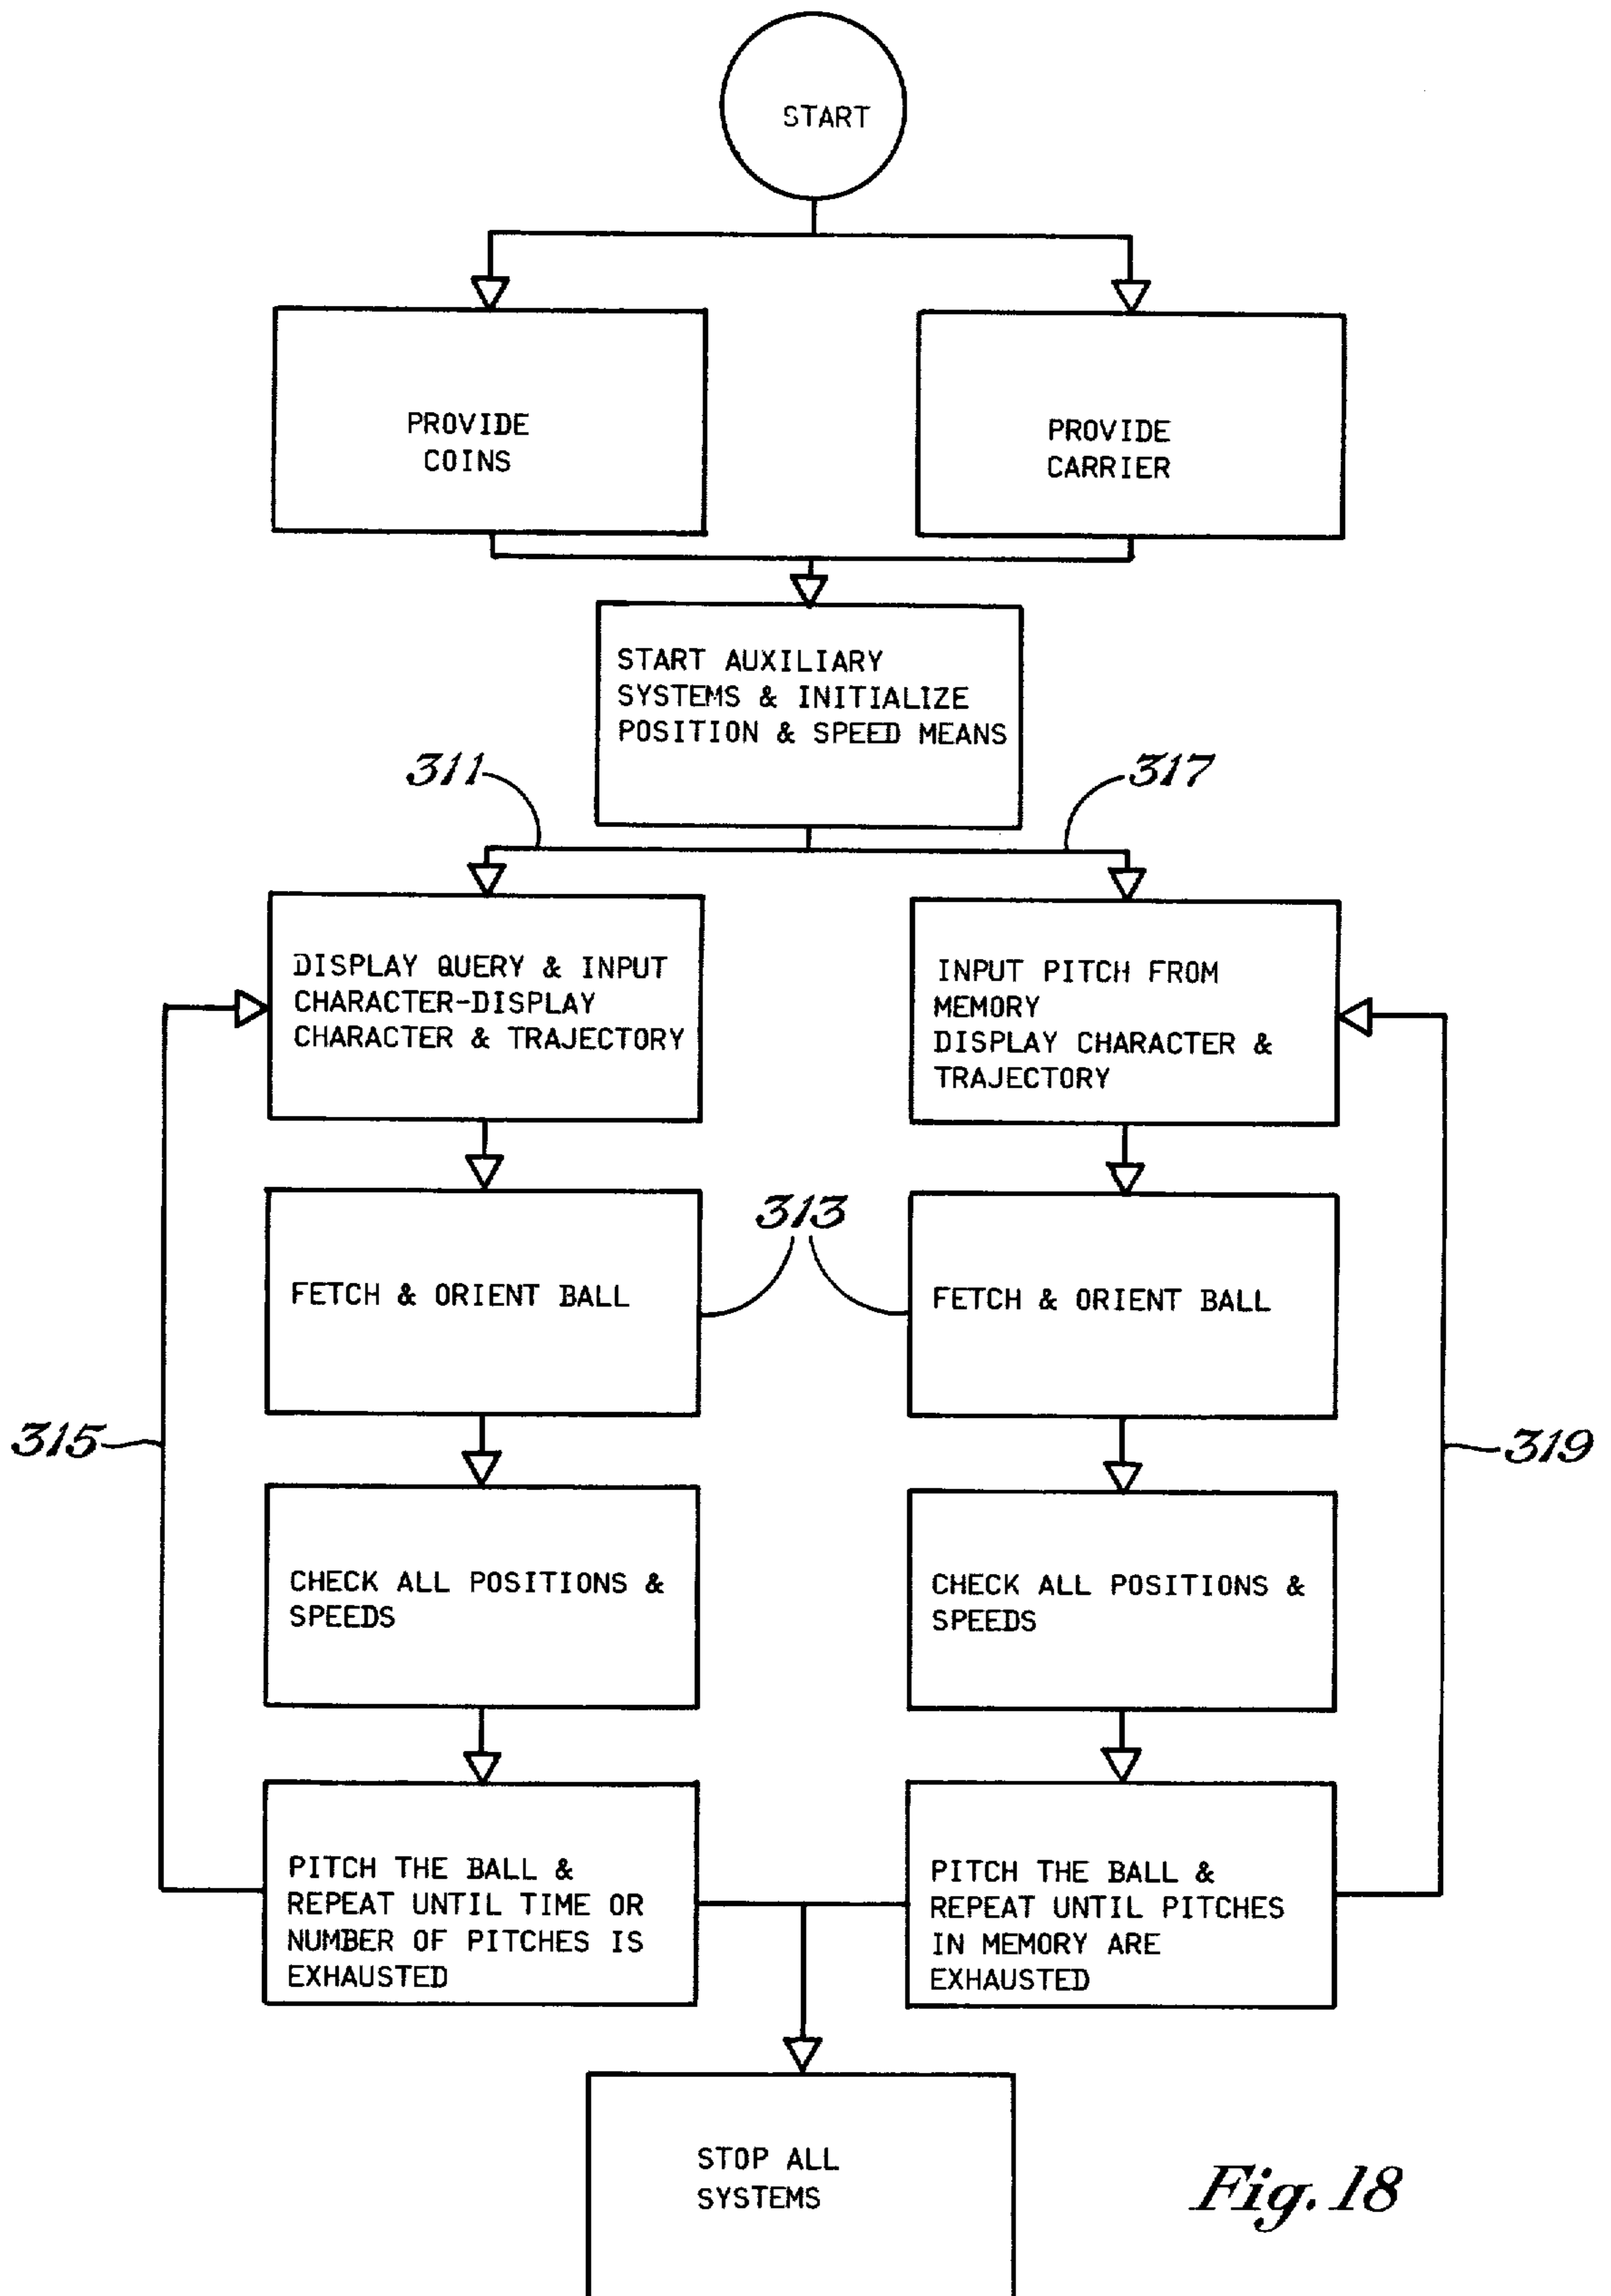 START
PROVIDE
COINS
PROVIDE
CARRIER
START AUXILIARY
SYSTEMS & INITIALIZE
POSITION & SPEED MEANS
311
317
DISPLAY QUERY & INPUT
CHARACTER-DISPLAY
CHARACTER & TRAJECTORY
INPUT PITCH FROM
MEMORY
DISPLAY CHARACTER &
TRAJECTORY
313
FETCH & ORIENT BALL
FETCH & ORIENT BALL
315
319
CHECK ALL POSITIONS &
SPEEDS
CHECK ALL POSITIONS &
SPEEDS
PITCH THE BALL &
REPEAT UNTIL TIME OR
NUMBER OF PITCHES IS
EXHAUSTED
PITCH THE BALL &
REPEAT UNTIL PITCHES
IN MEMORY ARE
EXHAUSTED
STOP ALL
SYSTEMS
Fig. 18